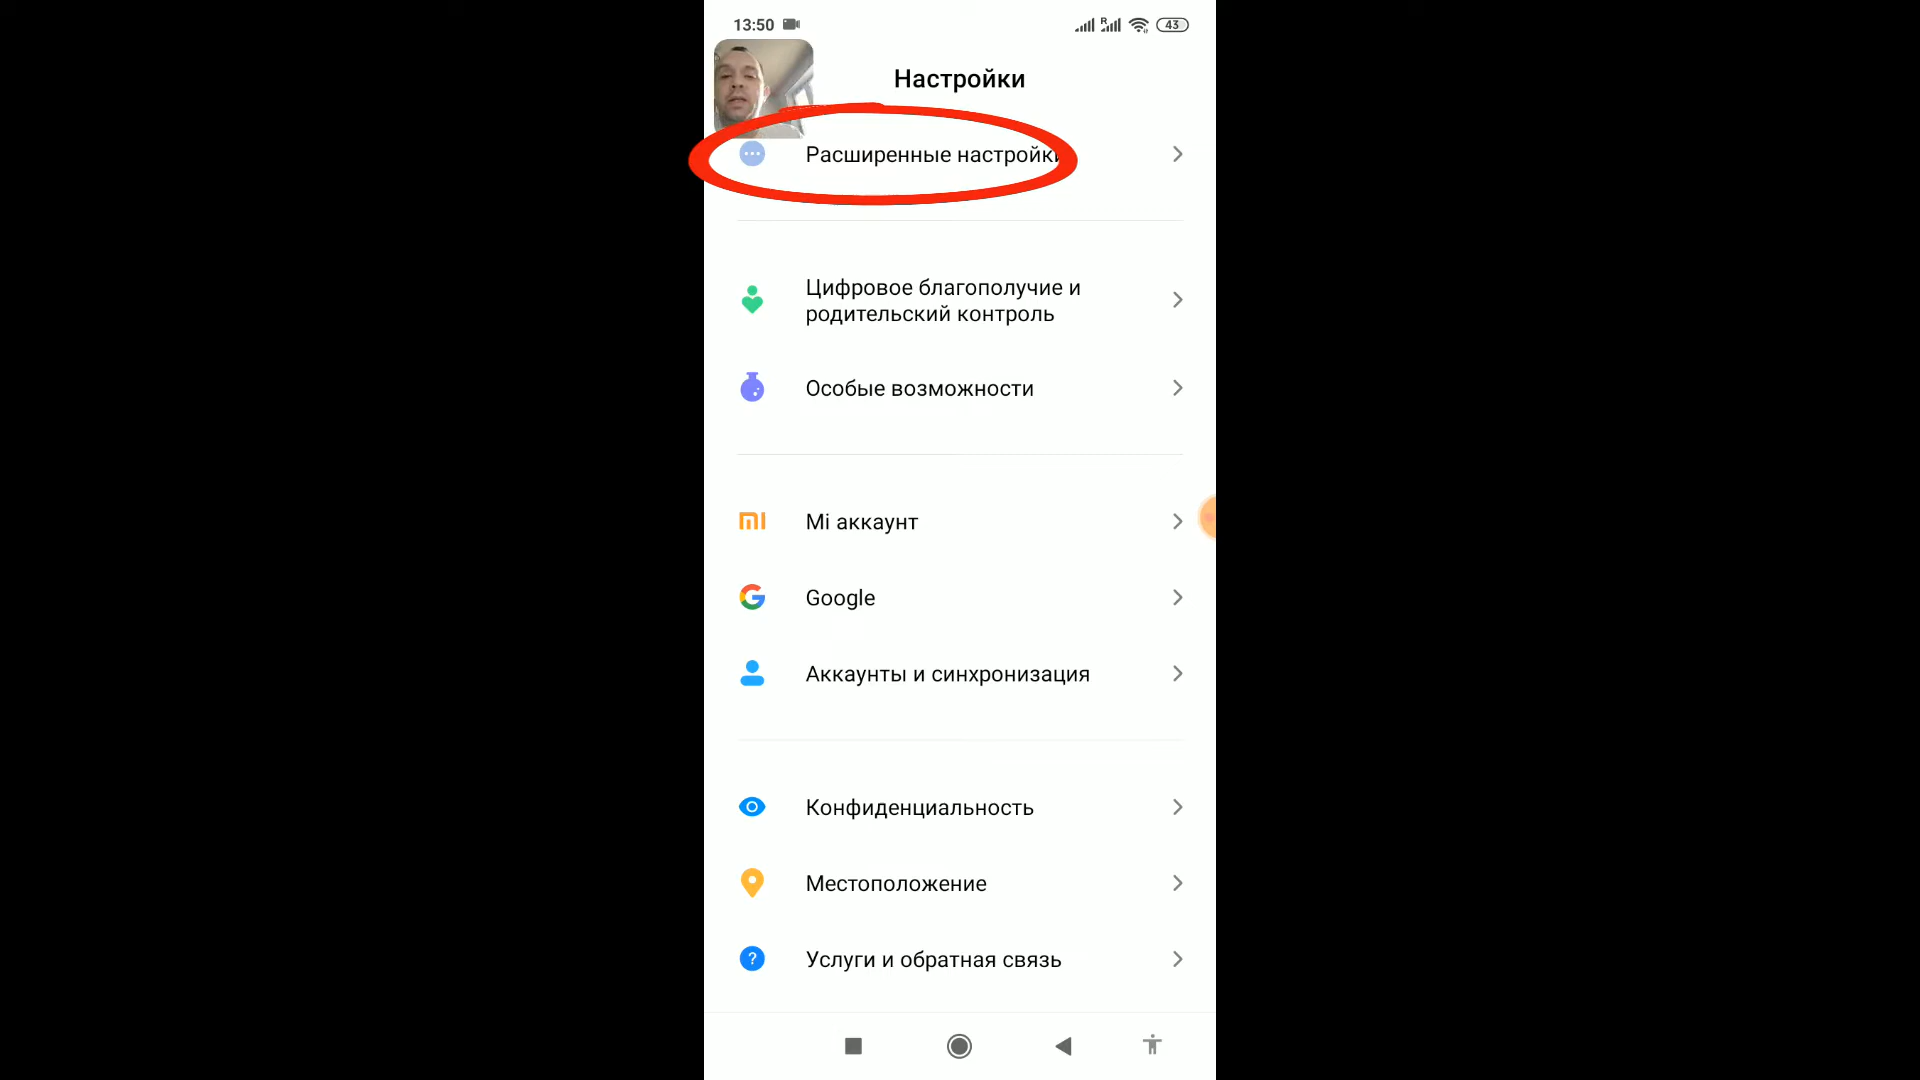 13:50
R
43
Настройки
Расширенные настройки
Цифровое благополучие и
родительский контроль
Особые возможности
Mi аккаунт
Google
Аккаунты и синхронизация
Конфиденциальность
Местоположение
?
Услуги и обратная связь